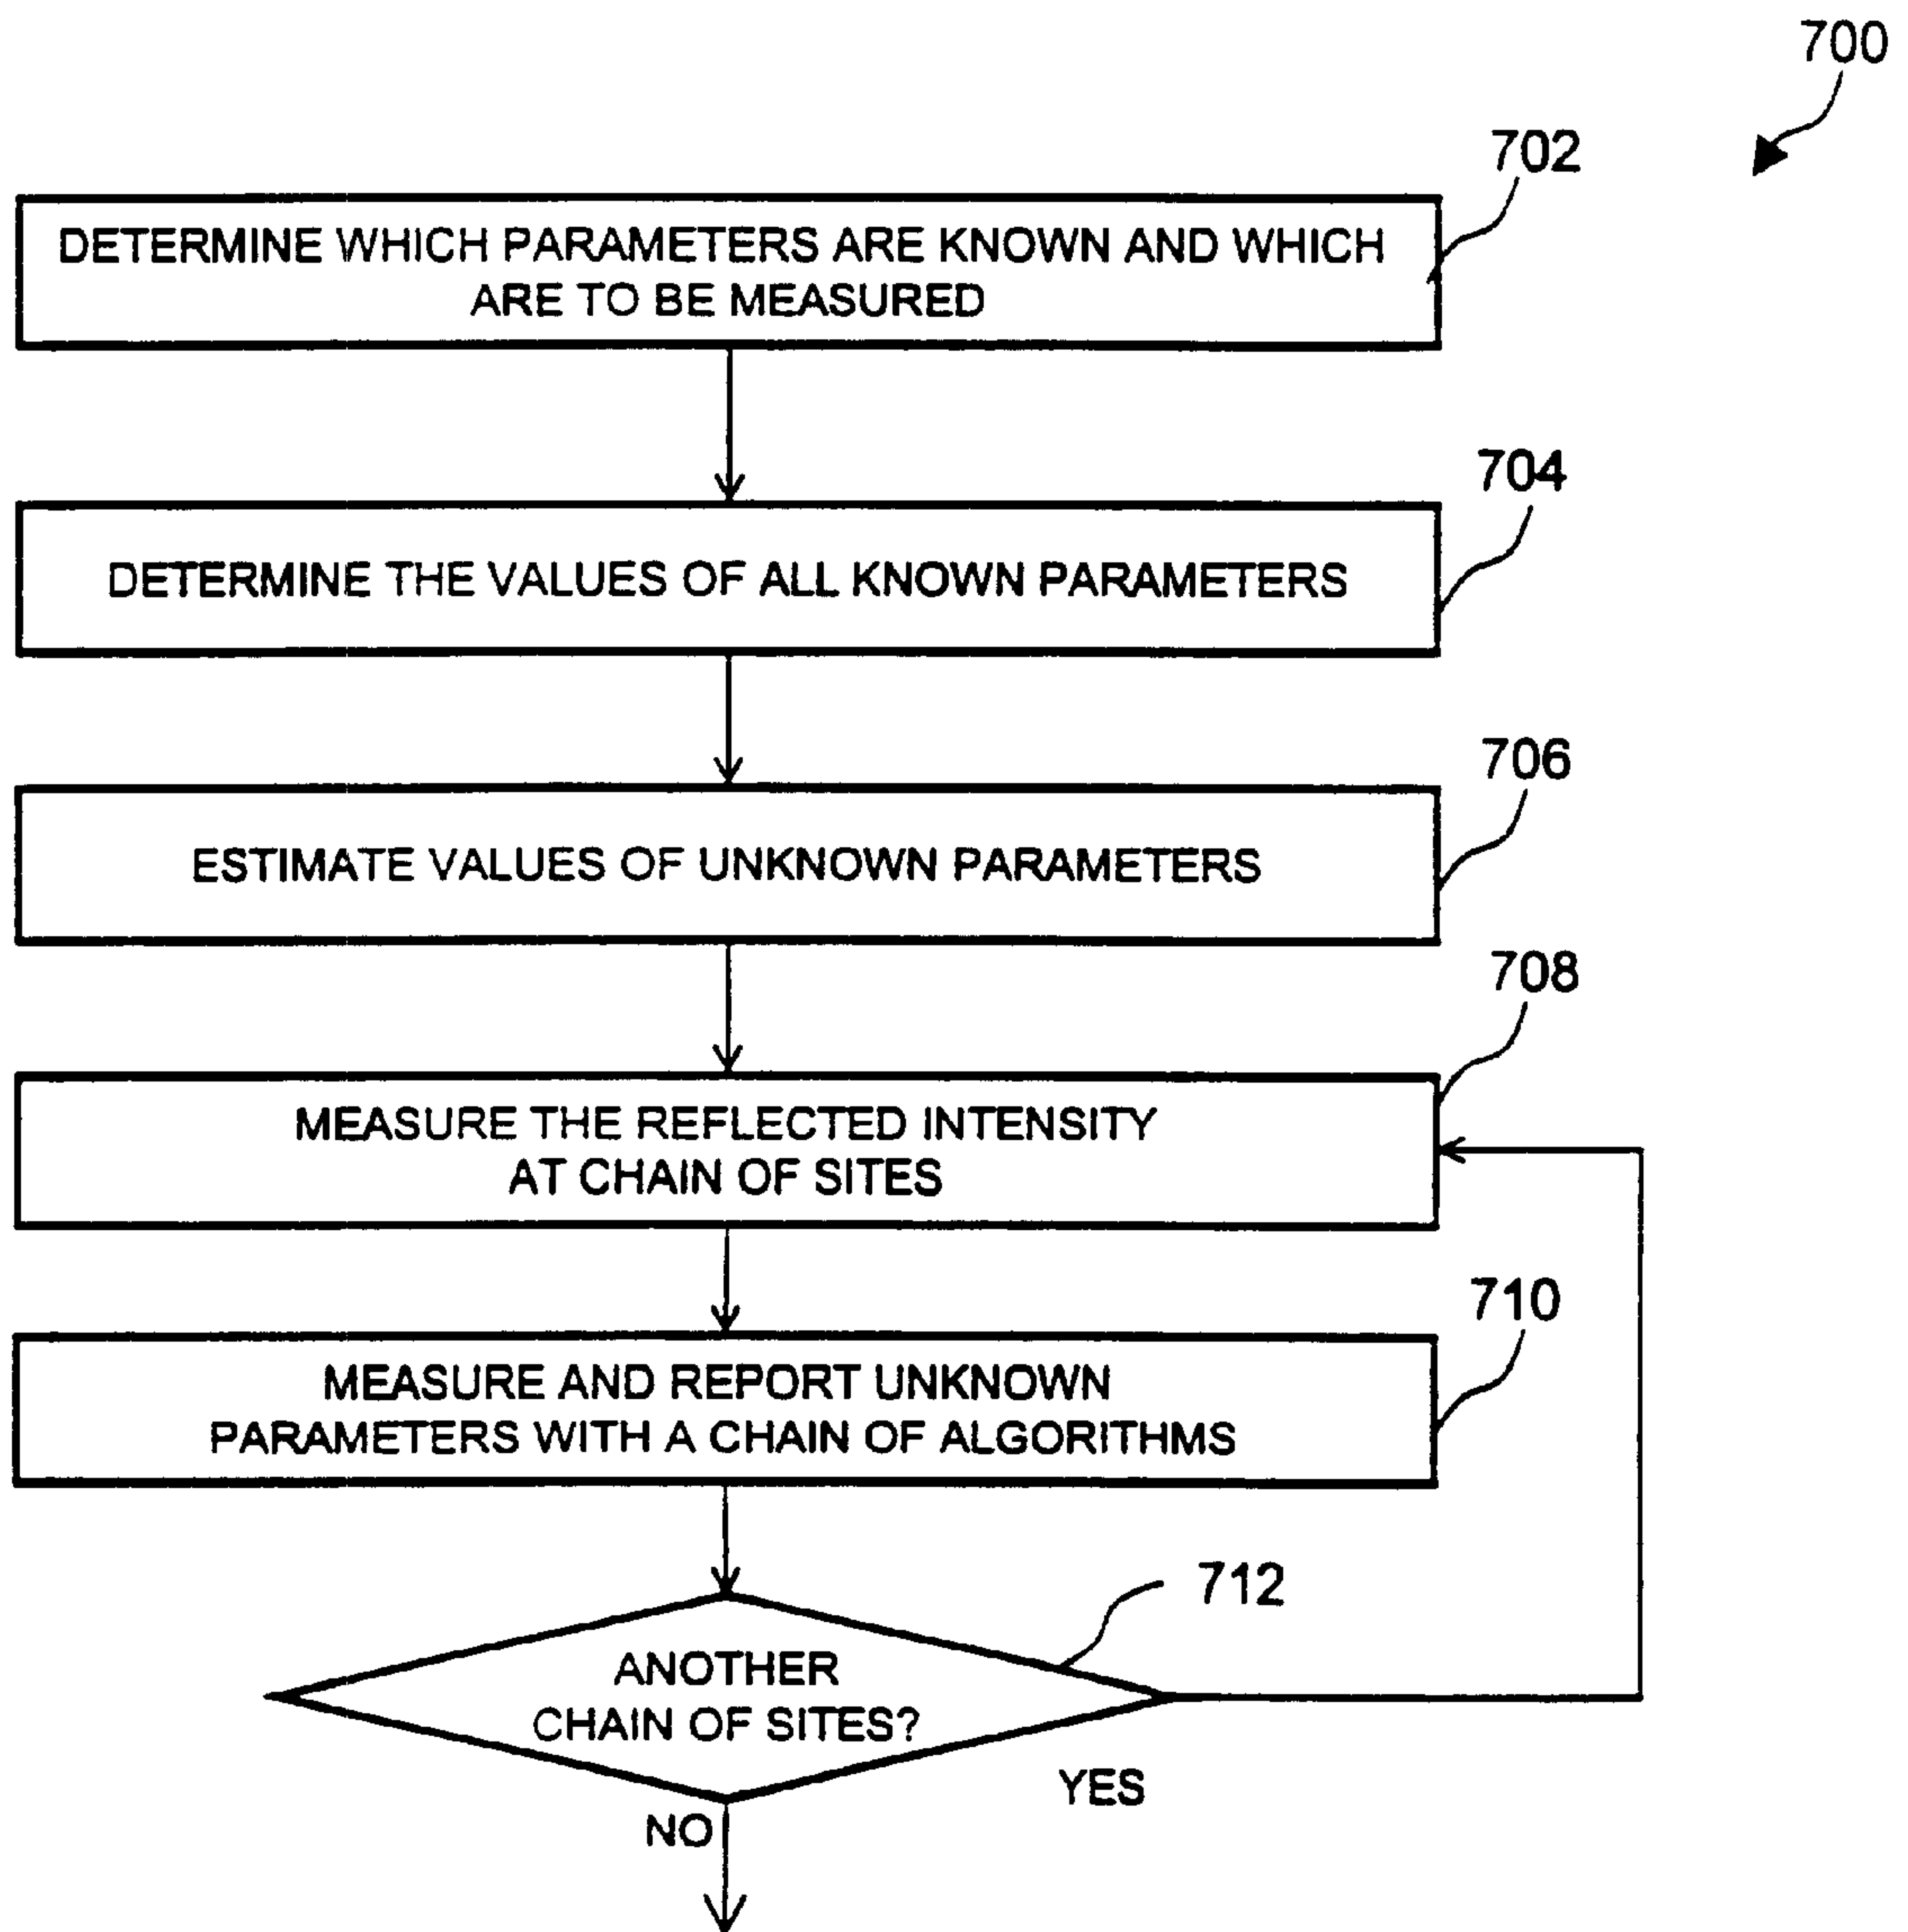 700
702
DETERMINE WHICH PARAMETERS ARE KNOWN AND WHICH
ARE TO BE MEASURED
704
DETERMINE THE VALUES OF ALL KNOWN PARAMETERS
706
ESTIMATE VALUES OF UNKNOWN PARAMETERS
708
MEASURE THE REFLECTED INTENSITY
AT CHAIN OF SITES
710
MEASURE AND REPORT UNKNOWN
PARAMETERS WITH A CHAIN OF ALGORITHMS
712
ANOTHER
CHAIN OF SITES?
YES
NO